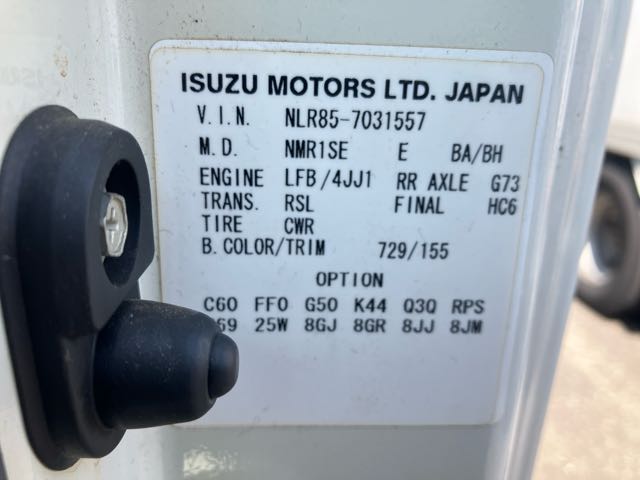 ISUZU MOTORS LTD. JAPAN
V.I.N. NLR85-7031557
M.D. NMR1SE E BA/BH
ENGINE LFB/4JJ1 RR AXLE G73
TRANS. RSL FINAL HC6
TIRE CWR
B.COLOR/TRIM 729/155
OPTION
C60 FF0 G50 K44 Q3Q RPS
25W 8GJ 8GR 8JJ 8JM